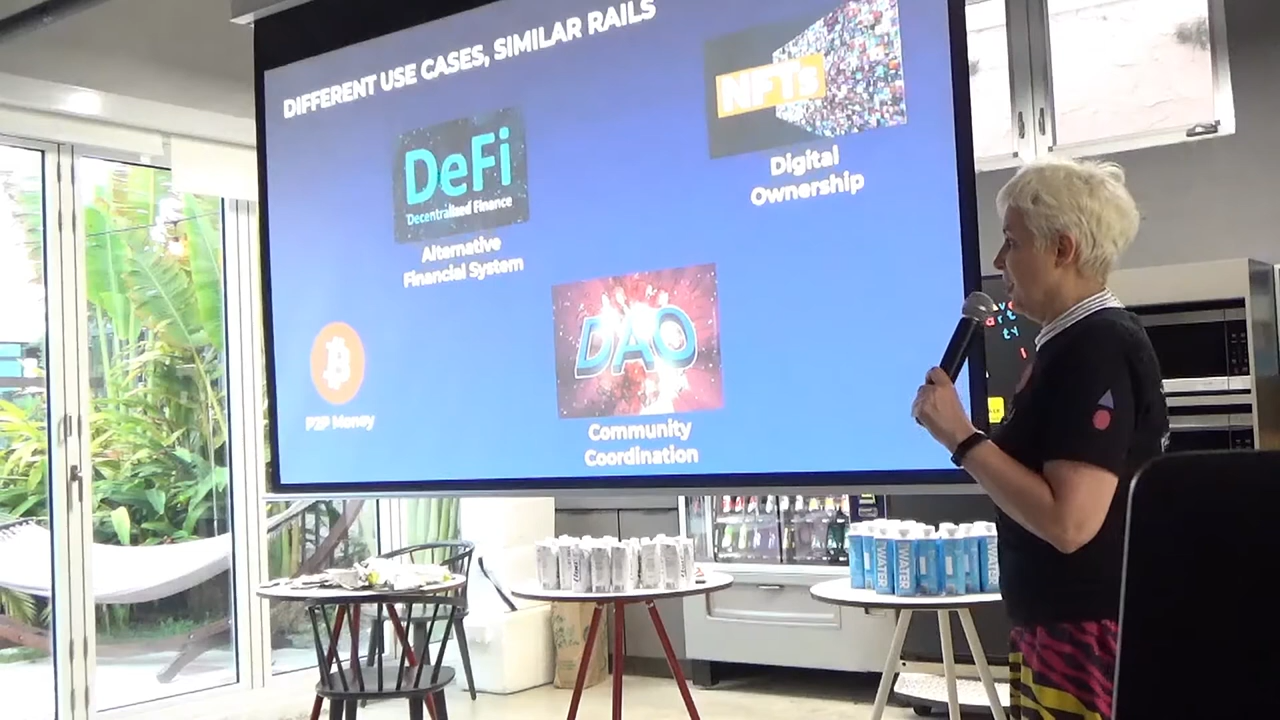 DIFFERENT USE CASES, SIMILAR RAILS
DeFi
Decentralised Finance
Alternative
Financial System
NFTs
Digital
Ownership
P2P Money
DAO
Community
Coordination
WATER
WATER